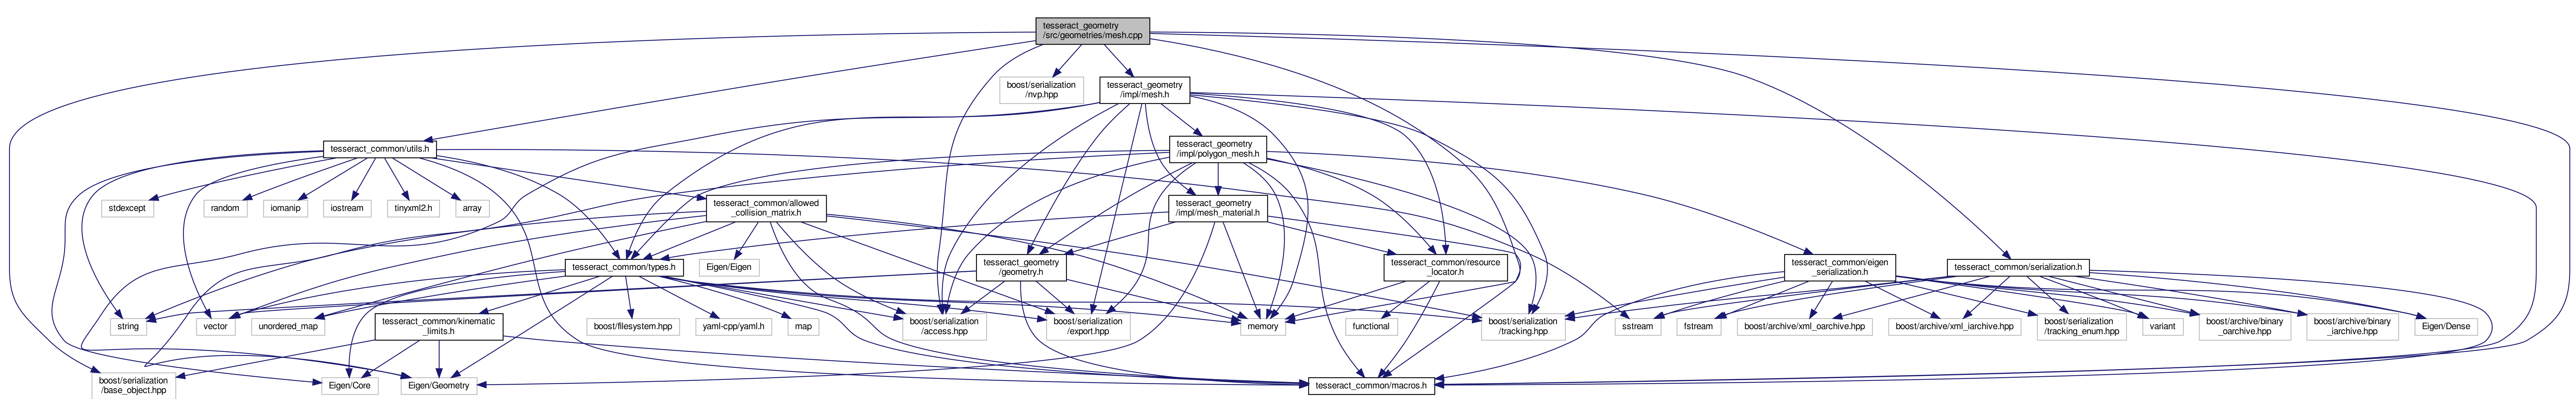 tesseract_geometry
/src/geometries/mesh.cpp
boost/serialization
/nvp.hpp
tesseract_geometry
/impl/mesh.h
tesseract_common/utils.h
tesseract_geometry
/impl/polygon_mesh.h
stdexcept
random
iomanip
iostream
tinyxml2.h
array
tesseract_common/allowed
_collision_matrix.h
tesseract_geometry
/impl/mesh_material.h
tesseract_common/types.h
Eigen/Eigen
tesseract_geometry
/geometry.h
tesseract_common/resource
_locator.h
tesseract_common/eigen
_serialization.h
tesseract_common/serialization.h
string
vector
unordered_map
tesseract_common/kinematic
_limits.h
boost/filesystem.hpp
yaml-cpp/yaml.h
map
boost/serialization
/access.hpp
boost/serialization
/export.hpp
memory
functional
boost/serialization
/tracking.hpp
sstream
fstream
boost/archive/xml_oarchive.hpp
boost/archive/xml_iarchive.hpp
boost/serialization
/tracking_enum.hpp
variant
boost/archive/binary
_oarchive.hpp
boost/archive/binary
_iarchive.hpp
Eigen/Dense
boost/serialization
/base_object.hpp
Eigen/Core
Eigen/Geometry
tesseract_common/macros.h